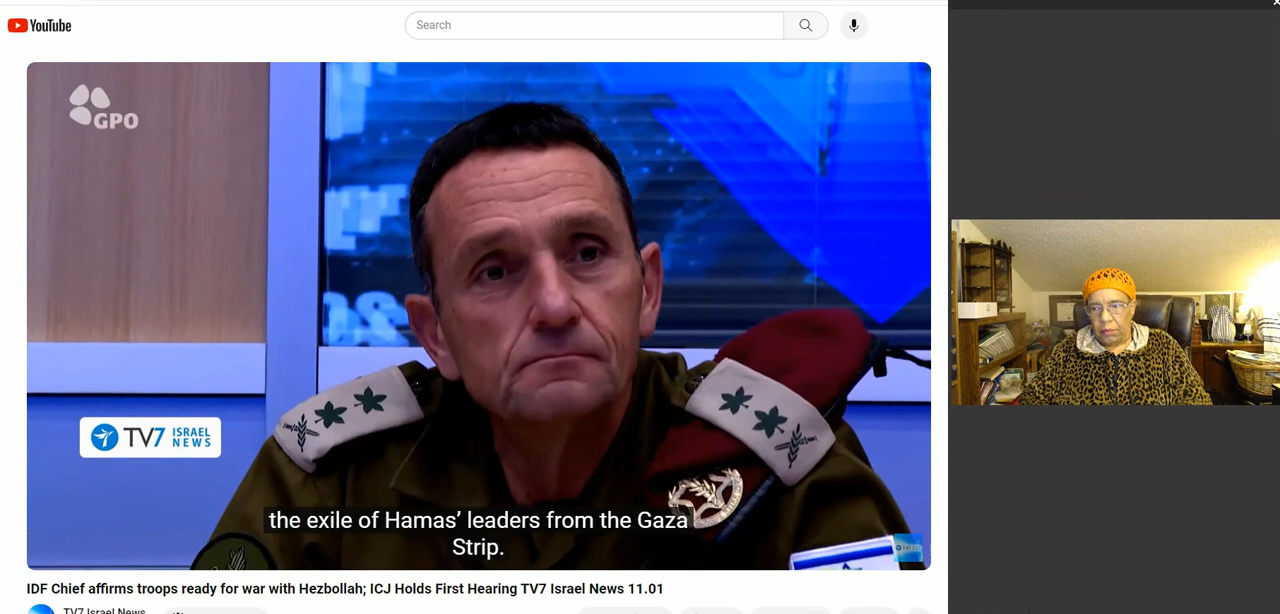 YouTube
Search
GPO
TV7 ISRAEL
NEWS
the exile of Hamas’ leaders from the Gaza
Strip.
IDF Chief affirms troops ready for war with Hezbollah; ICJ Holds First Hearing TV7 Israel News 11.01
TV7 Israel News